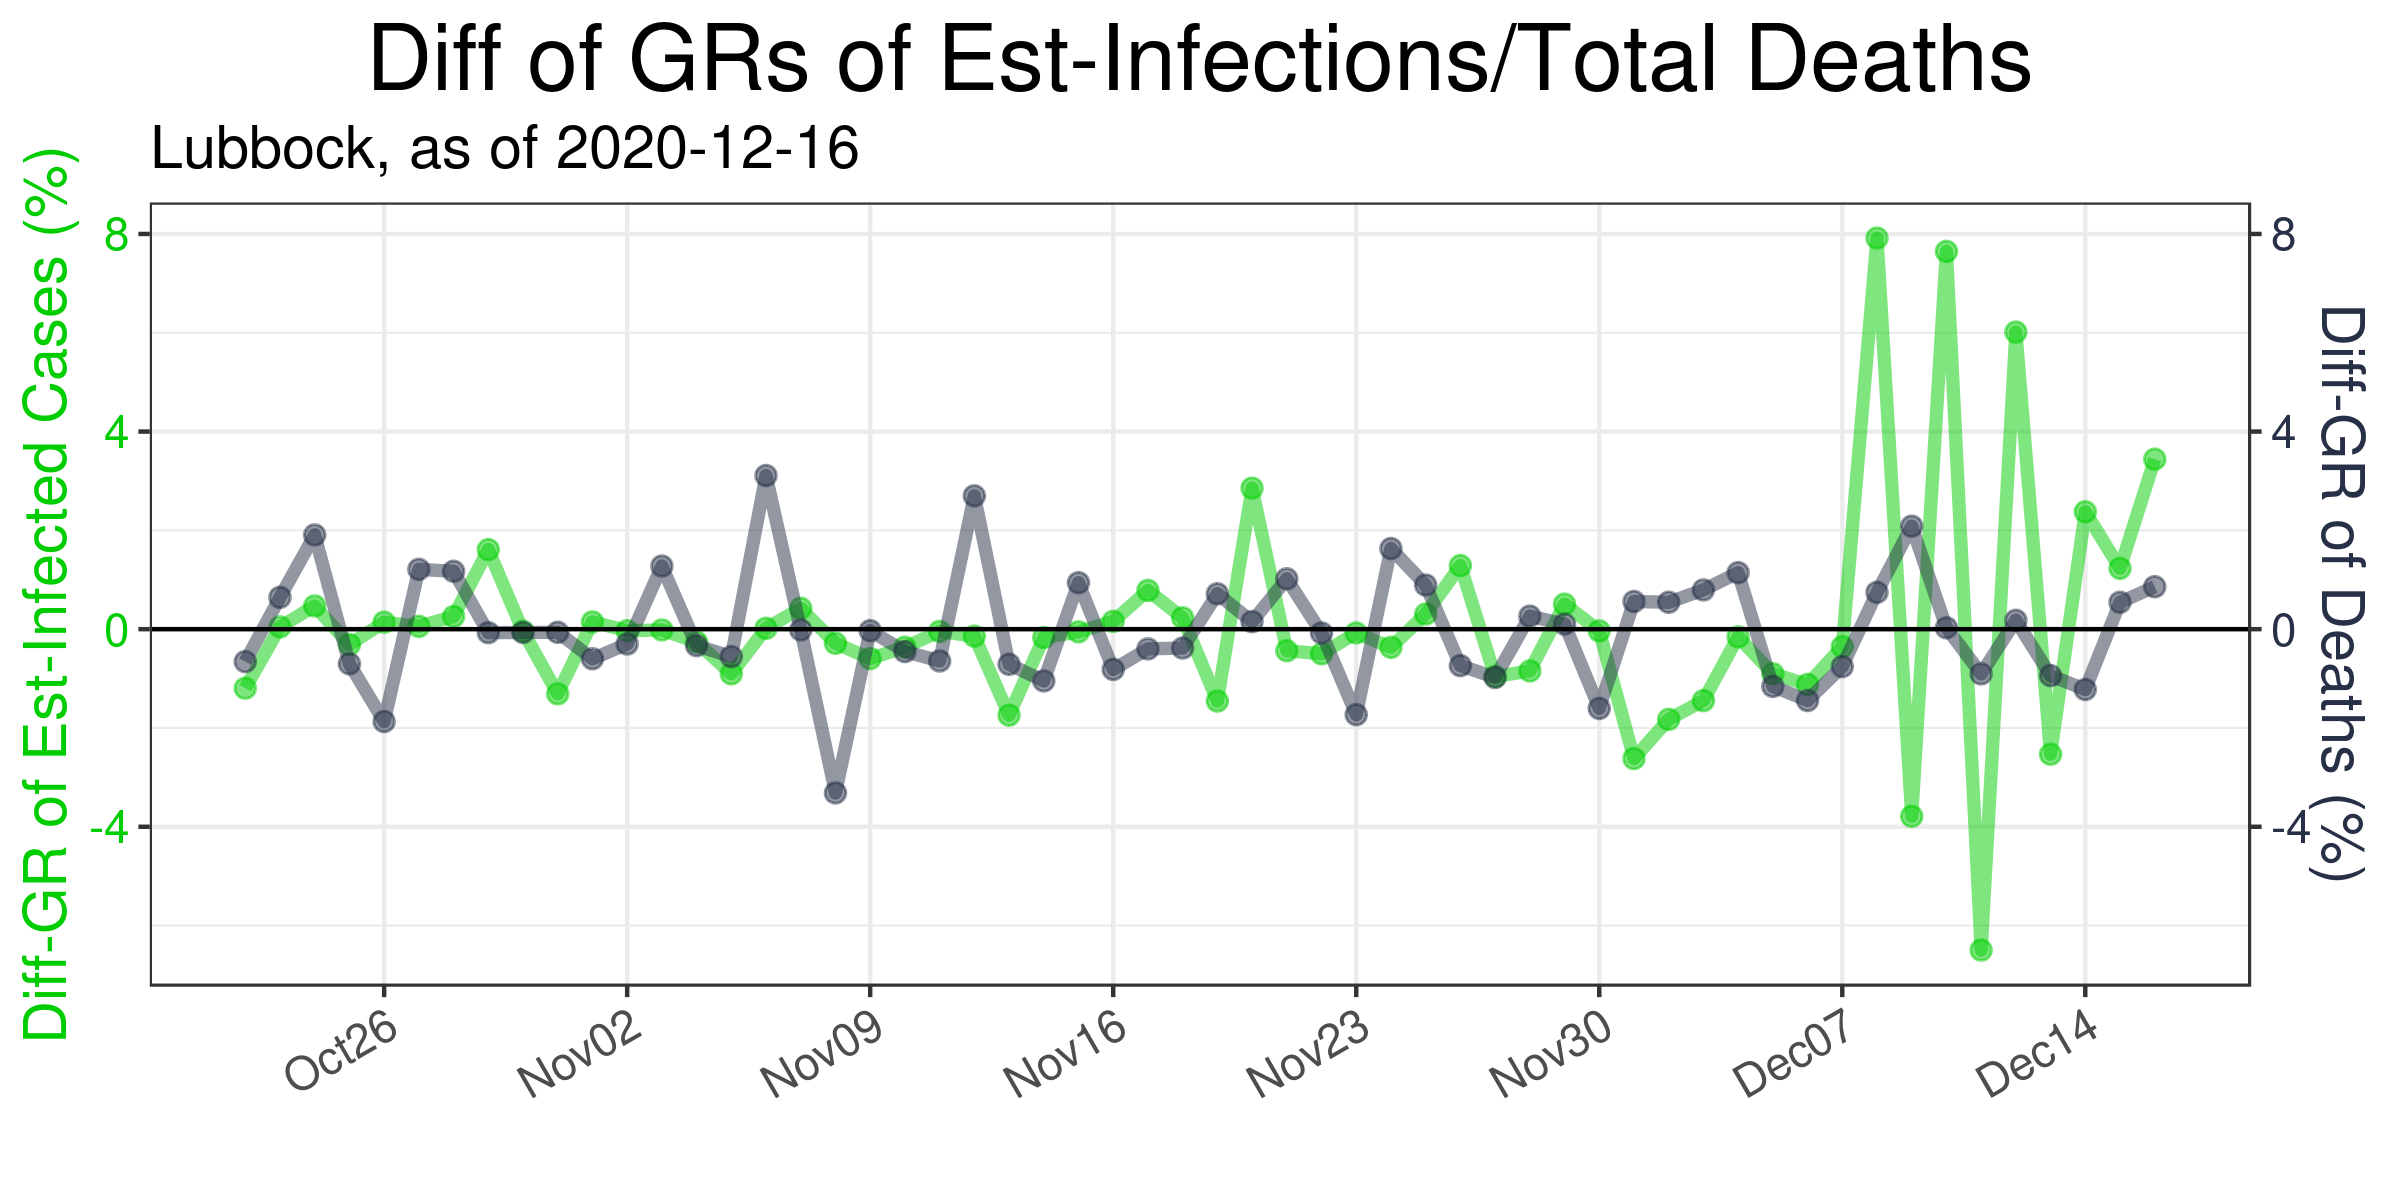 Diff of GRs of Est-Infections/Total Deaths
Lubbock, as of 2020-12-16
Diff-GR of Est-Infected Cases (%)
8
4
0
-4
8
4
0
-4
Diff-GR of Deaths (%)
Oct26
Nov02
Nov09
Nov16
Nov23
Nov30
Dec07
Dec14